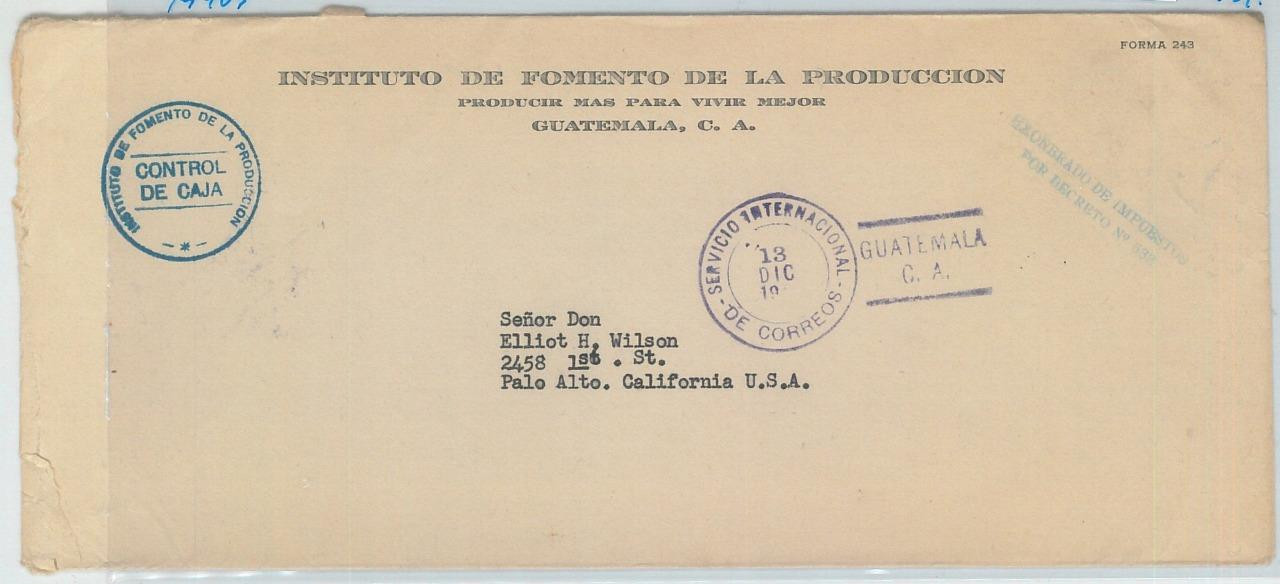 FORMA 243
INSTITUTO DE FOMENTO DE LA PRODUCCION
PRODUCIR MAS PARA VIVIR MEJOR
GUATEMALA, C. A.
INSTITUTO DE FOMENTO DE LA PRODUCCION
CONTROL
DE CAJA
EXONERADO DE IMPUESTOS
POR DECRETO Nº
SERVICIO INTERNACIONAL
13
DIC
DE CORREOS
GUATEMALA
C. A.
Señor Don
Elliot H. Wilson
2458 1st . St.
Palo Alto. California U.S.A.